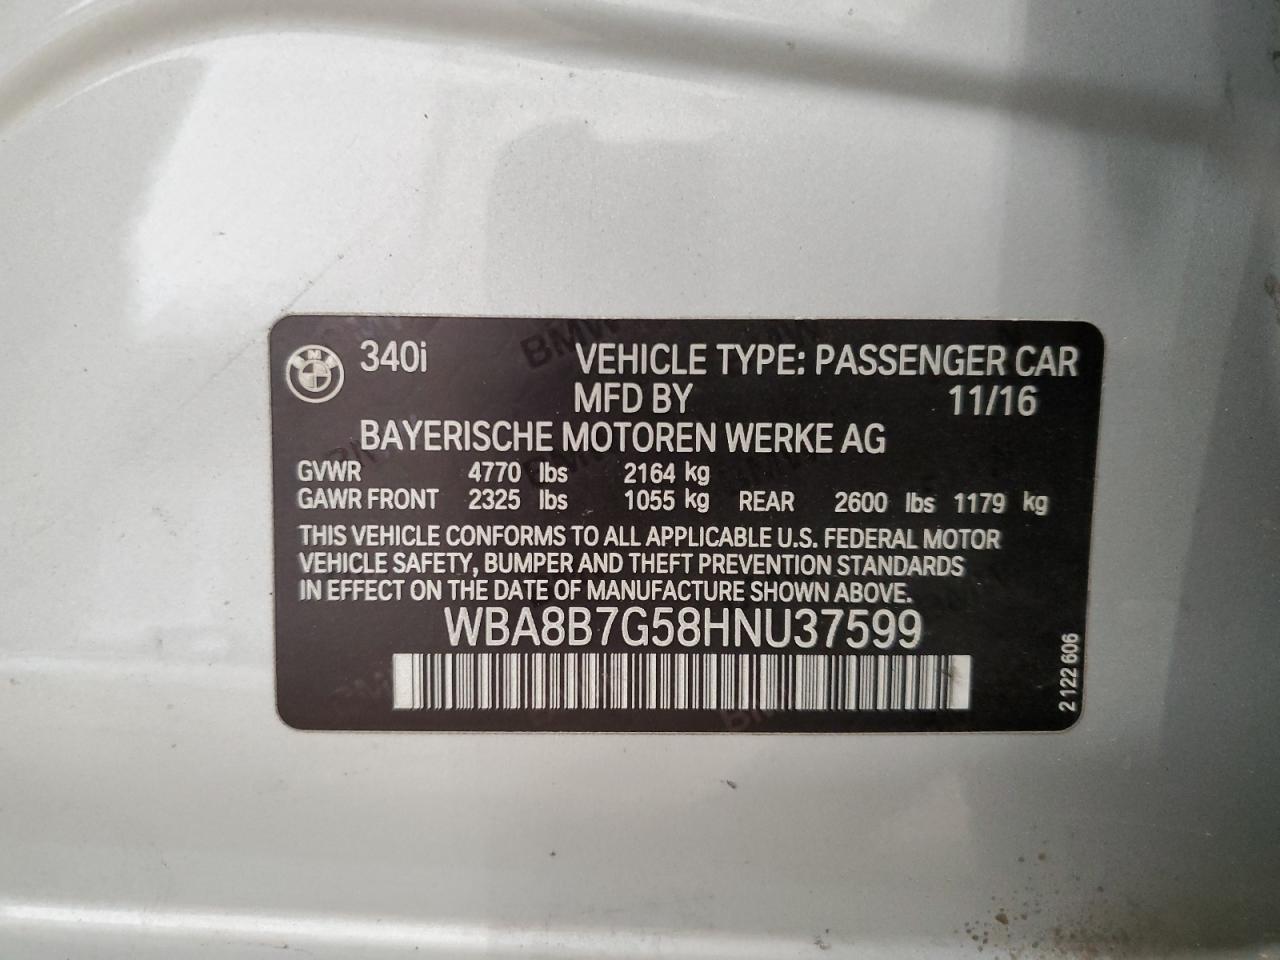 340i VEHICLE TYPE: PASSENGER CAR
MFD BY 11/16
BAYERISCHE MOTOREN WERKE AG
GVWR 4770 lbs 2164 kg
GAWR FRONT 2325 lbs 1055 kg REAR 2600 lbs 1179 kg
THIS VEHICLE CONFORMS TO ALL APPLICABLE U.S. FEDERAL MOTOR
VEHICLE SAFETY, BUMPER AND THEFT PREVENTION STANDARDS
IN EFFECT ON THE DATE OF MANUFACTURE SHOWN ABOVE.
WBA8B7G58HNU37599
2 122 606
BMW